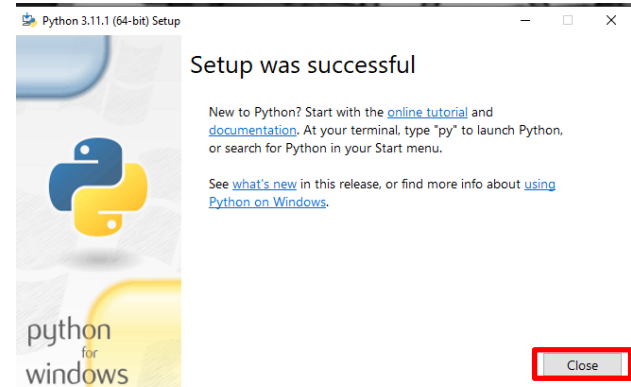 Python 3.11.1 (64-bit) Setup
Setup was successful
New to Python? Start with the online tutorial and
documentation. At your terminal, type "py" to launch Python,
or search for Python in your Start menu.
See what's new in this release, or find more info about using
Python on Windows.
python
for
windows
Close